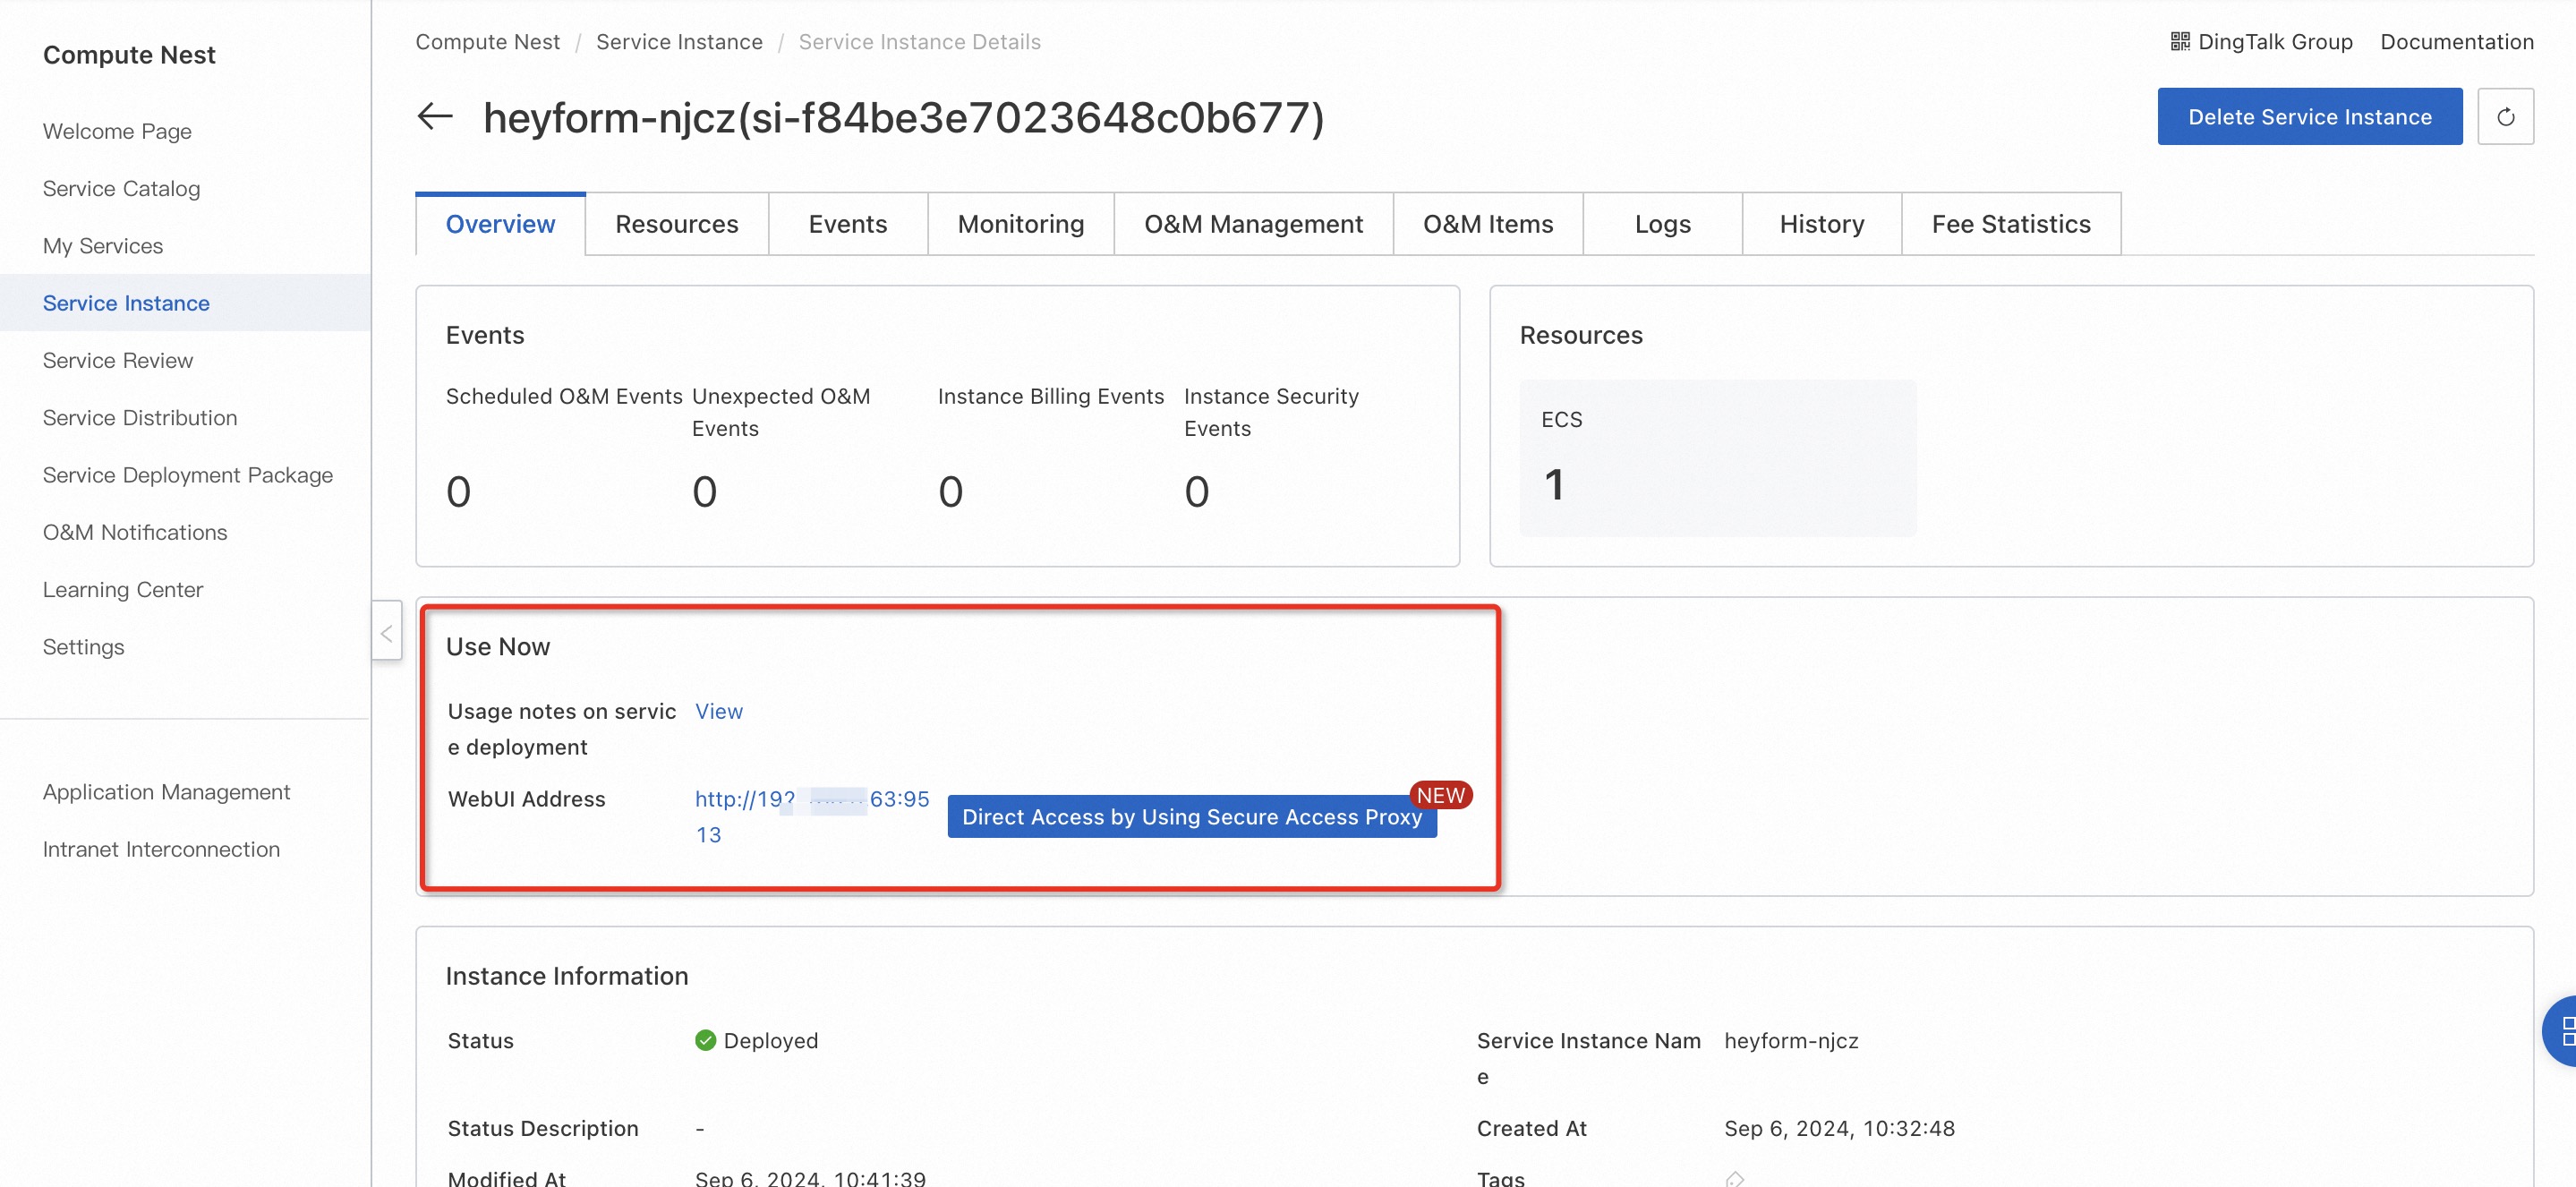 Compute Nest
Welcome Page
Service Catalog
My Services
Service Instance
Service Review
Service Distribution
Service Deployment Package
O&M Notifications
Learning Center
Settings
Application Management
Intranet Interconnection
Compute Nest / Service Instance / Service Instance Details
DingTalk Group Documentation
heyform-njcz(si-f84be3e7023648c0b677)
Delete Service Instance
Overview Resources Events Monitoring O&M Management O&M Items Logs History Fee Statistics
Events
Scheduled O&M Events Unexpected O&M Instance Billing Events Instance Security
Events Events
0 0 0 0
Resources
ECS
1
Use Now
Usage notes on servic View
e deployment
NEW
WebUI Address http://19 63:95
13
Direct Access by Using Secure Access Proxy
Instance Information
Status Deployed Service Instance Nam heyform-njcz
e
Status Description - Created At Sep 6, 2024, 10:32:48
Modified At Sep 6, 2024, 10:41:39 Tags